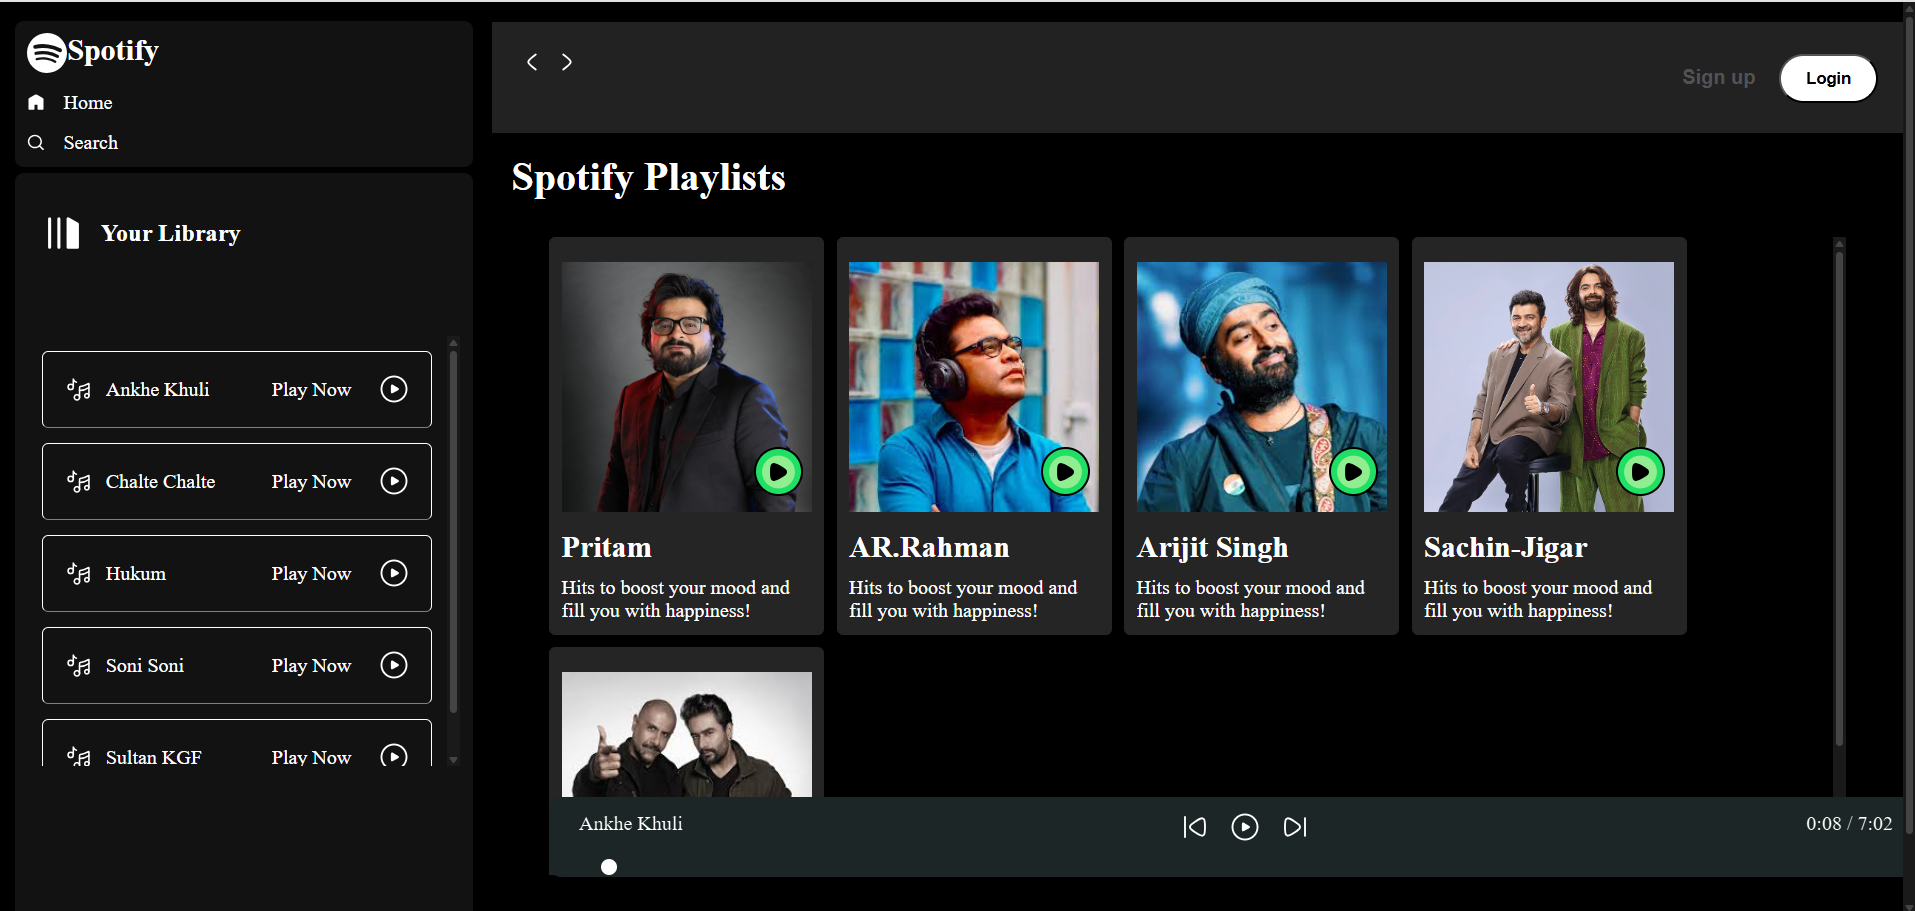 Spotify
Home
Search
Your Library
Ankhe Khuli Play Now
Chalte Chalte Play Now
Hukum Play Now
Soni Soni Play Now
Sultan KGF Play Now
Sign up Login
Spotify Playlists
Pritam
Hits to boost your mood and
fill you with happiness!
AR.Rahman
Hits to boost your mood and
fill you with happiness!
Arijit Singh
Hits to boost your mood and
fill you with happiness!
Sachin-Jigar
Hits to boost your mood and
fill you with happiness!
Ankhe Khuli 0:08 / 7:02